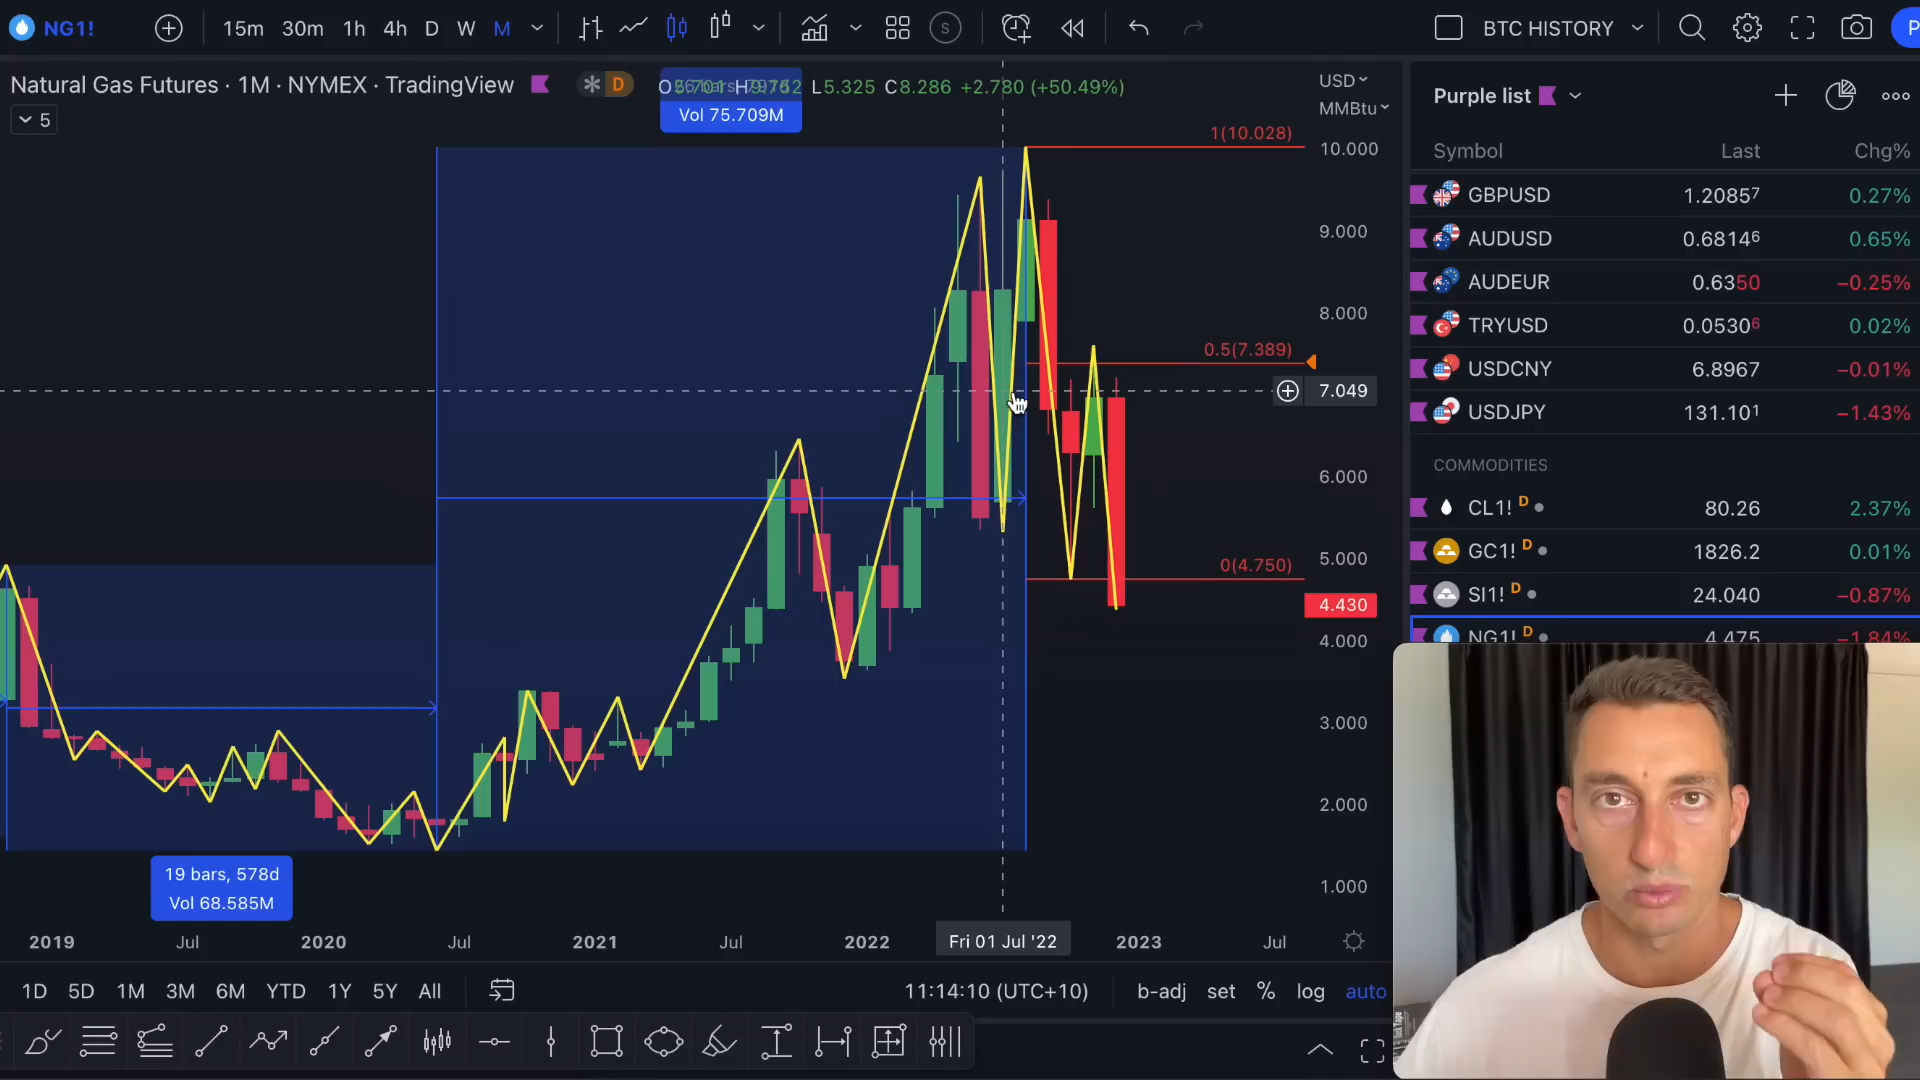 NG1! 15m 30m 1h 4h D W M S BTC HISTORY P
Natural Gas Futures · 1M · NYMEX · TradingView D L5.325 C8.286 +2.780 (+50.49%)
Vol 75.709M
5
USD
MMBtu
1(10.028)
10.000
9.000
8.000
0.5(7.389)
7.049
6.000
5.000
0(4.750)
4.430
4.000
3.000
2.000
1.000
19 bars, 578d
Vol 68.585M
2019 Jul 2020 Jul 2021 Jul 2022 Fri 01 Jul '22 2023 Jul
1D 5D 1M 3M 6M YTD 1Y 5Y All 11:14:10 (UTC+10) b-adj set % log auto
Purple list
Symbol Last Chg%
GBPUSD 1.20857 0.27%
AUDUSD 0.68146 0.65%
AUDEUR 0.6350 −0.25%
TRYUSD 0.05306 0.02%
USDCNY 6.8967 −0.01%
USDJPY 131.101 −1.43%
COMMODITIES
CL1! D 80.26 2.37%
GC1! D 1826.2 0.01%
SI1! D 24.040 −0.87%
NG1! D 4.475 −1.84%